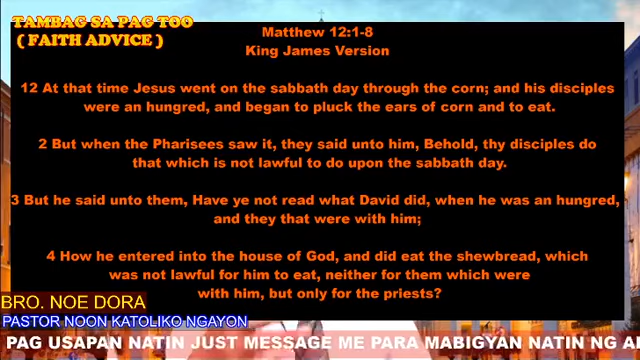 TAMBAG SA PAG TOO
( FAITH ADVICE )
Matthew 12:1-8
King James Version
12 At that time Jesus went on the sabbath day through the corn; and his disciples
were an hungred, and began to pluck the ears of corn and to eat.
2 But when the Pharisees saw it, they said unto him, Behold, thy disciples do
that which is not lawful to do upon the sabbath day.
3 But he said unto them, Have ye not read what David did, when he was an hungred,
and they that were with him;
4 How he entered into the house of God, and did eat the shewbread, which
was not lawful for him to eat, neither for them which were
with him, but only for the priests?
BRO. NOE DORA
PASTOR NOON KATOLIKO NGAYON
PAG USAPAN NATIN JUST MESSAGE ME PARA MABIGYAN NATIN NG